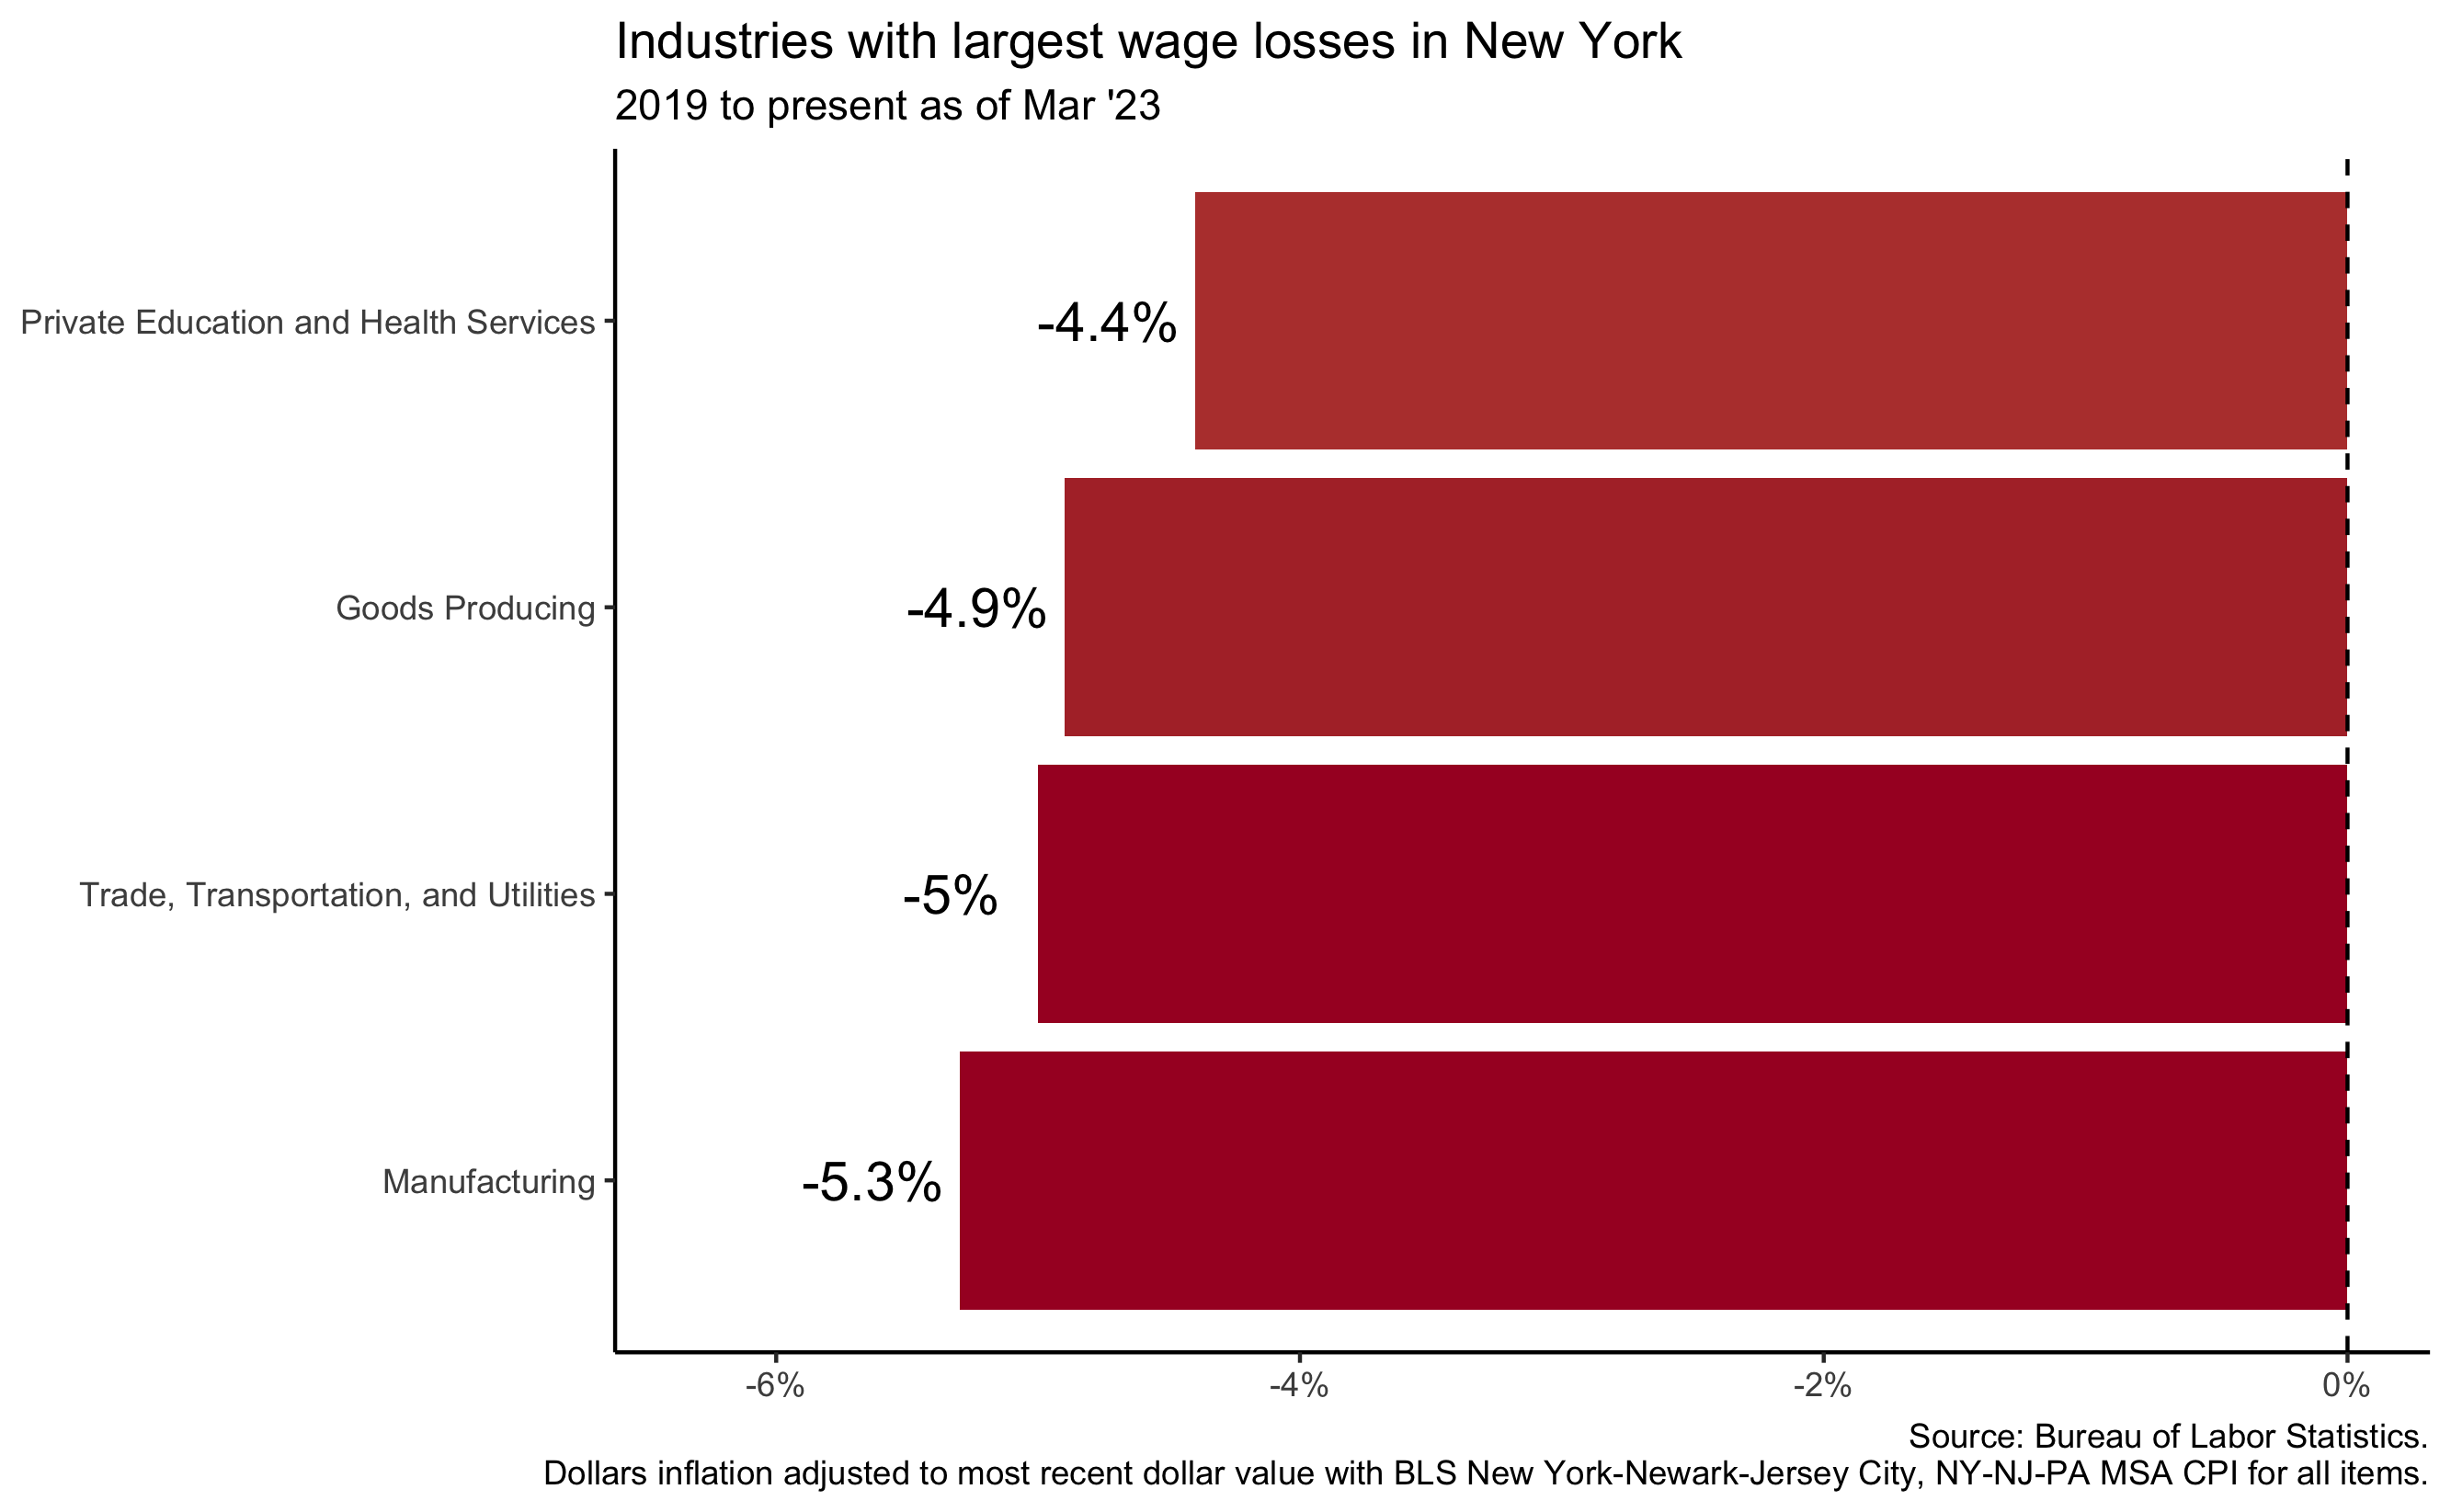 Industries with largest wage losses in New York
2019 to present as of Mar '23
Private Education and Health Services
-4.4%
Goods Producing
-4.9%
Trade, Transportation, and Utilities
-5%
Manufacturing
-5.3%
-6%
-4%
-2%
0%
Source: Bureau of Labor Statistics.
Dollars inflation adjusted to most recent dollar value with BLS New York-Newark-Jersey City, NY-NJ-PA MSA CPI for all items.